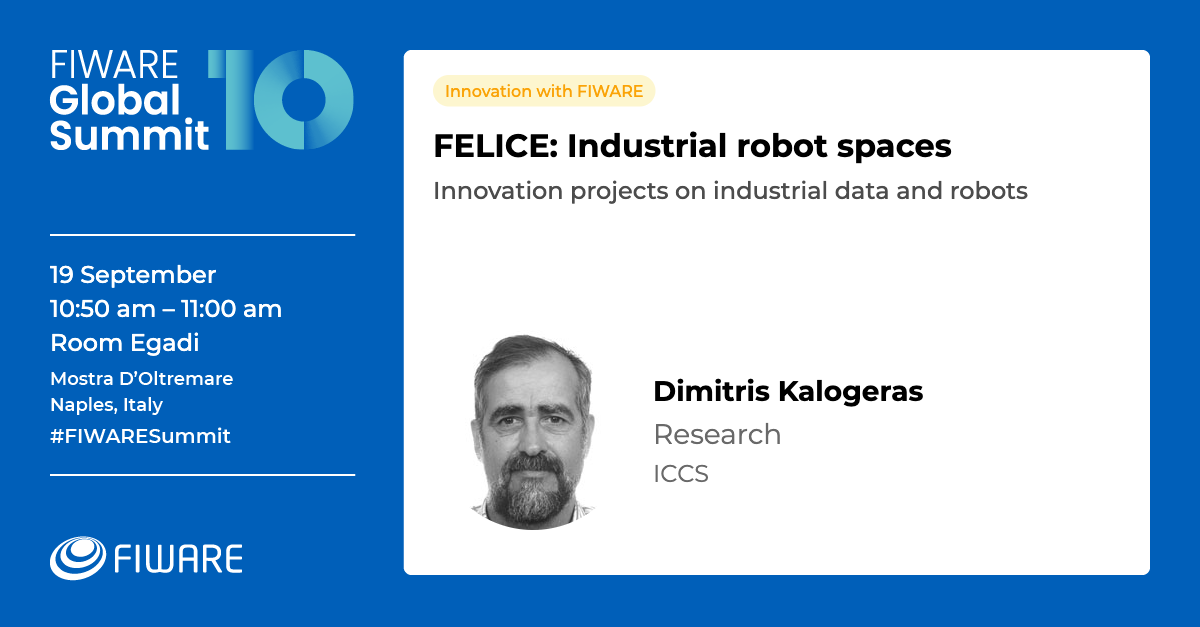 FIWARE
Global
Summit
10
19 September
10:50 am – 11:00 am
Room Egadi
Mostra D’Oltremare
Naples, Italy
#FIWARESummit
FIWARE
Innovation with FIWARE
FELICE: Industrial robot spaces
Innovation projects on industrial data and robots
Dimitris Kalogeras
Research
ICCS